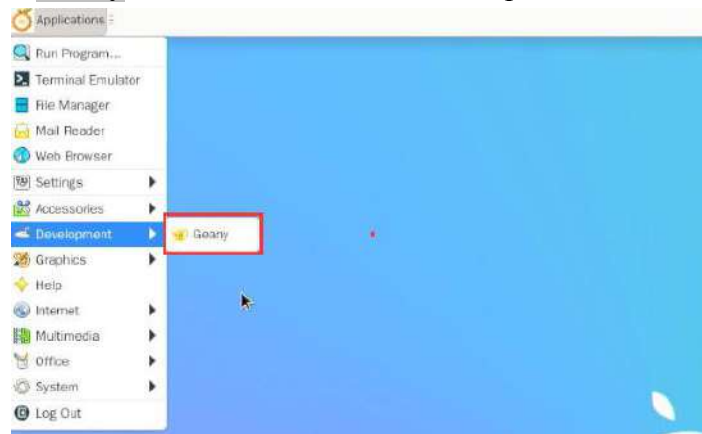 Applications
Run Program...
Terminal Emulator
File Manager
Mail Reader
Web Browser
Settings
Accessories
Development
Geany
Graphics
Help
Internet
Multimedia
Office
System
Log Out